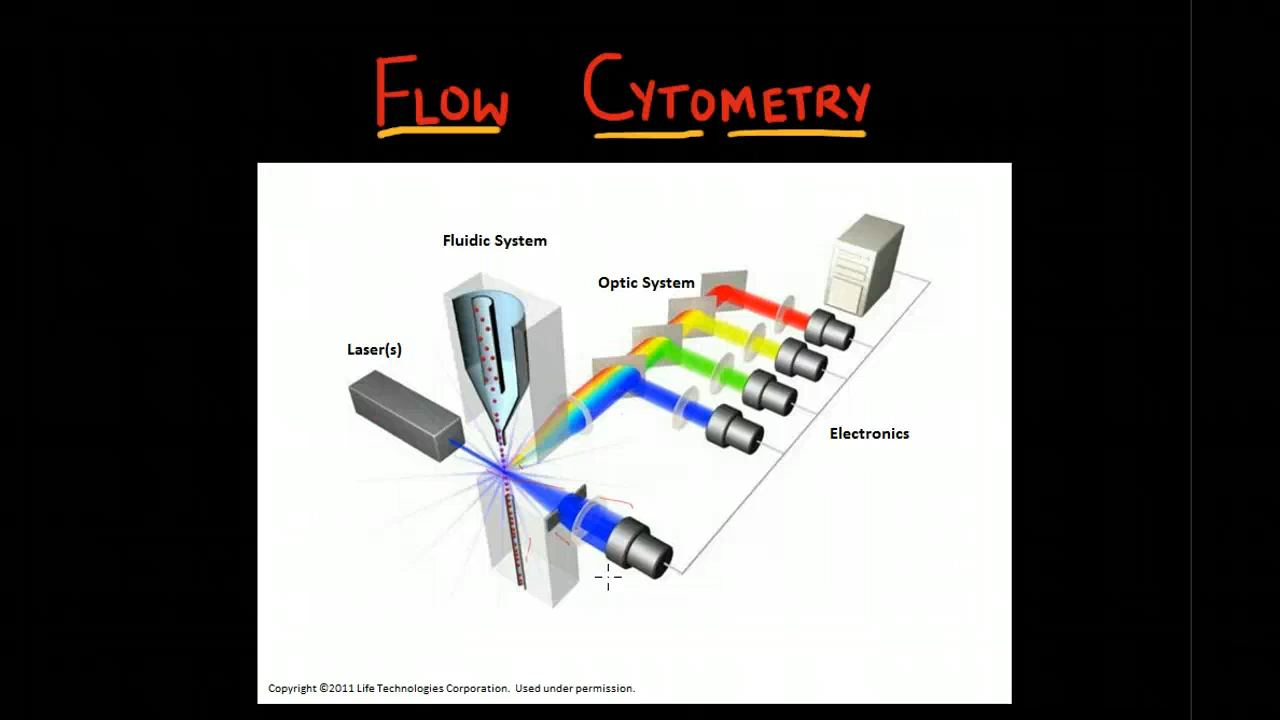 FLOW CYTOMETRY
Fluidic System
Optic System
Laser(s)
Electronics
Copyright ©2011 Life Technologies Corporation. Used under permission.